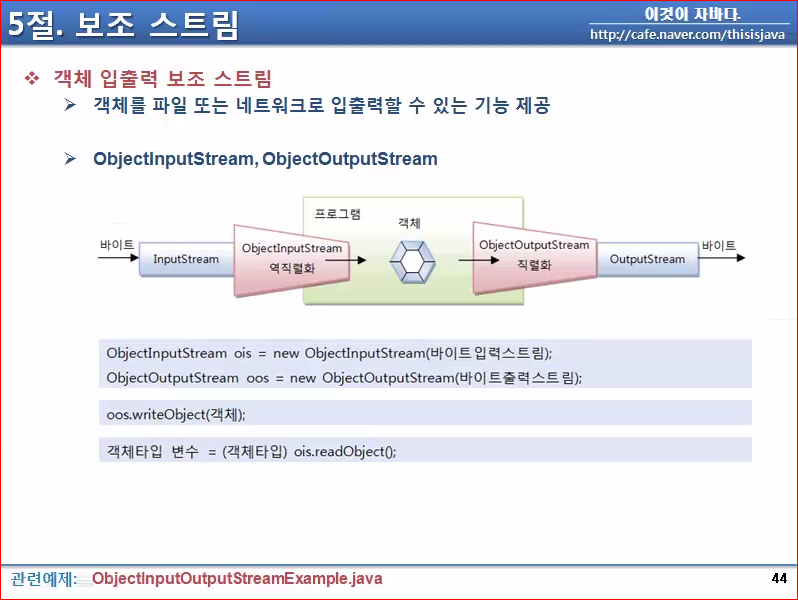 5절. 보조 스트림
이것이 자바다.
http://cafe.naver.com/thisisjava
❖ 객체 입출력 보조 스트림
➢ 객체를 파일 또는 네트워크로 입출력할 수 있는 기능 제공
➢ ObjectInputStream, ObjectOutputStream
프로그램
객체
바이트
InputStream
ObjectInputStream
역직렬화
ObjectOutputStream
직렬화
OutputStream
바이트
ObjectInputStream ois = new ObjectInputStream(바이트입력스트림);
ObjectOutputStream oos = new ObjectOutputStream(바이트출력스트림);
oos.writeObject(객체);
객체타입 변수 = (객체타입) ois.readObject();
관련예제: ObjectInputOutputStreamExample.java
44